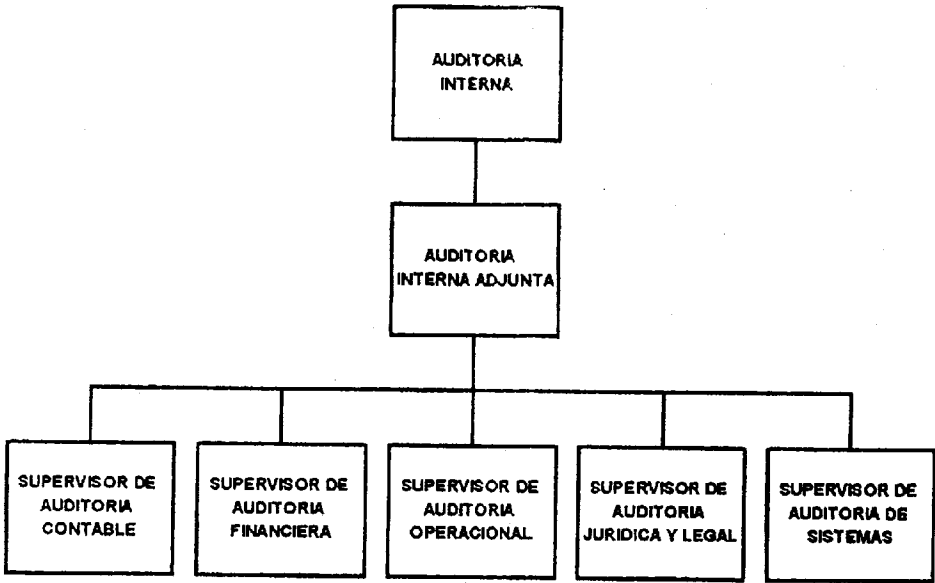 AUDITORIA
INTERNA
AUDITORIA
INTERNA ADJUNTA
SUPERVISOR DE
AUDITORIA
CONTABLE
SUPERVISOR DE
AUDITORIA
FINANCIERA
SUPERVISOR DE
AUDITORIA
OPERACIONAL
SUPERVISOR DE
AUDITORIA
JURIDICA Y LEGAL
SUPERVISOR DE
AUDITORIA DE
SISTEMAS